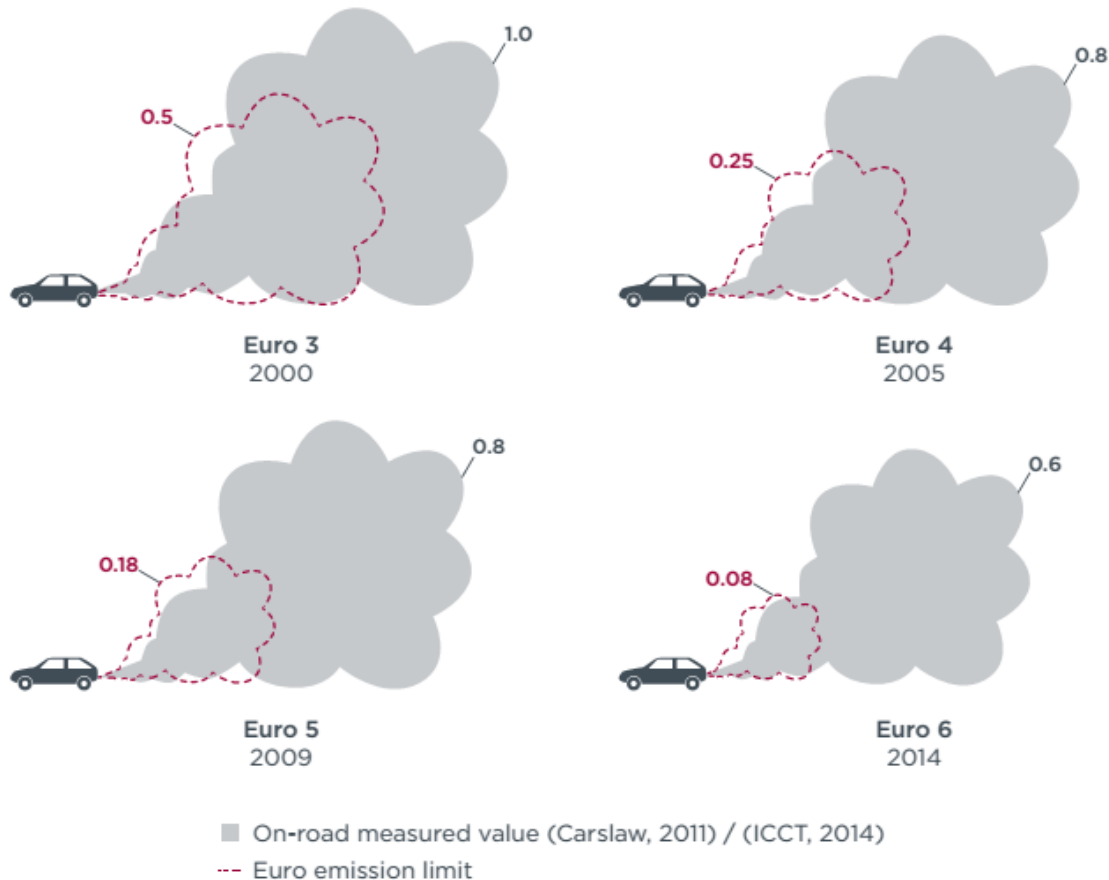 1.0
0.5
Euro 3
2000
0.8
0.25
Euro 4
2005
0.8
0.18
Euro 5
2009
0.6
0.08
Euro 6
2014
On-road measured value (Carslaw, 2011) / (ICCT, 2014)
Euro emission limit